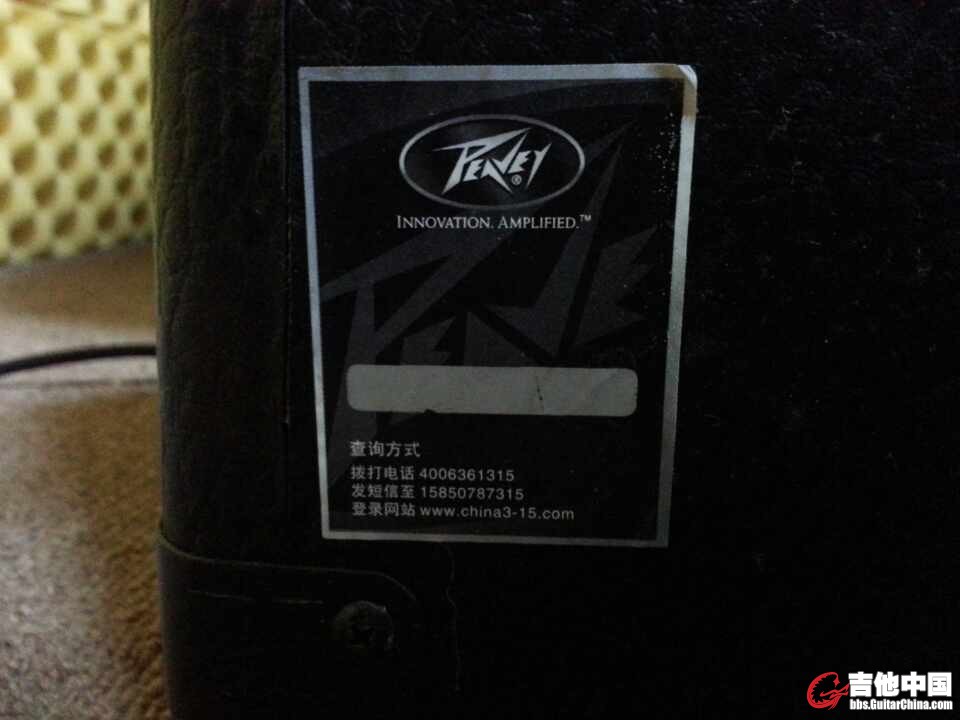 PEAVEY®
INNOVATION. AMPLIFIED.™
PEAVE
查询方式
拨打电话 4006361315
发短信至 15850787315
登录网站 www.china3-15.com
吉他中国
bbs.GuitarChina.com